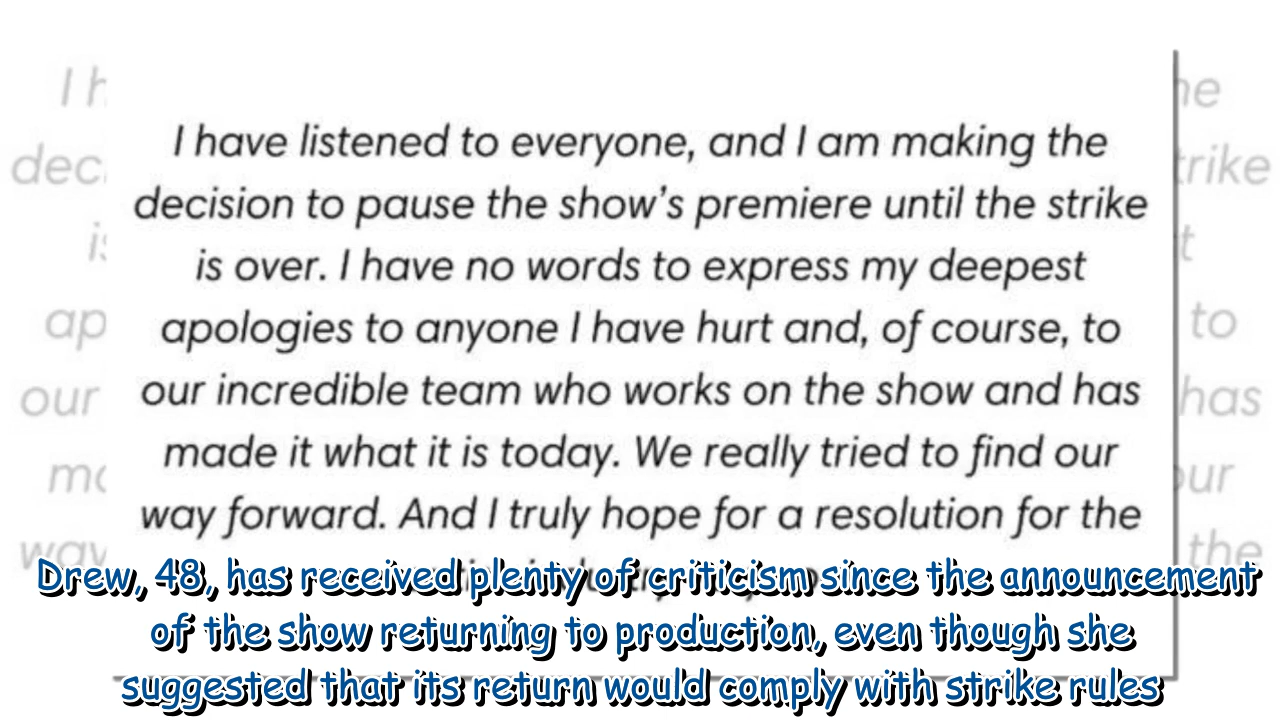 I have listened to everyone, and I am making the
decision to pause the show's premiere until the strike
is over. I have no words to express my deepest
apologies to anyone I have hurt and, of course, to
our incredible team who works on the show and has
made it what it is today. We really tried to find our
way forward. And I truly hope for a resolution for the
Drew, 48, has received plenty of criticism since the announcement
of the show returning to production, even though she
suggested that its return would comply with strike rules